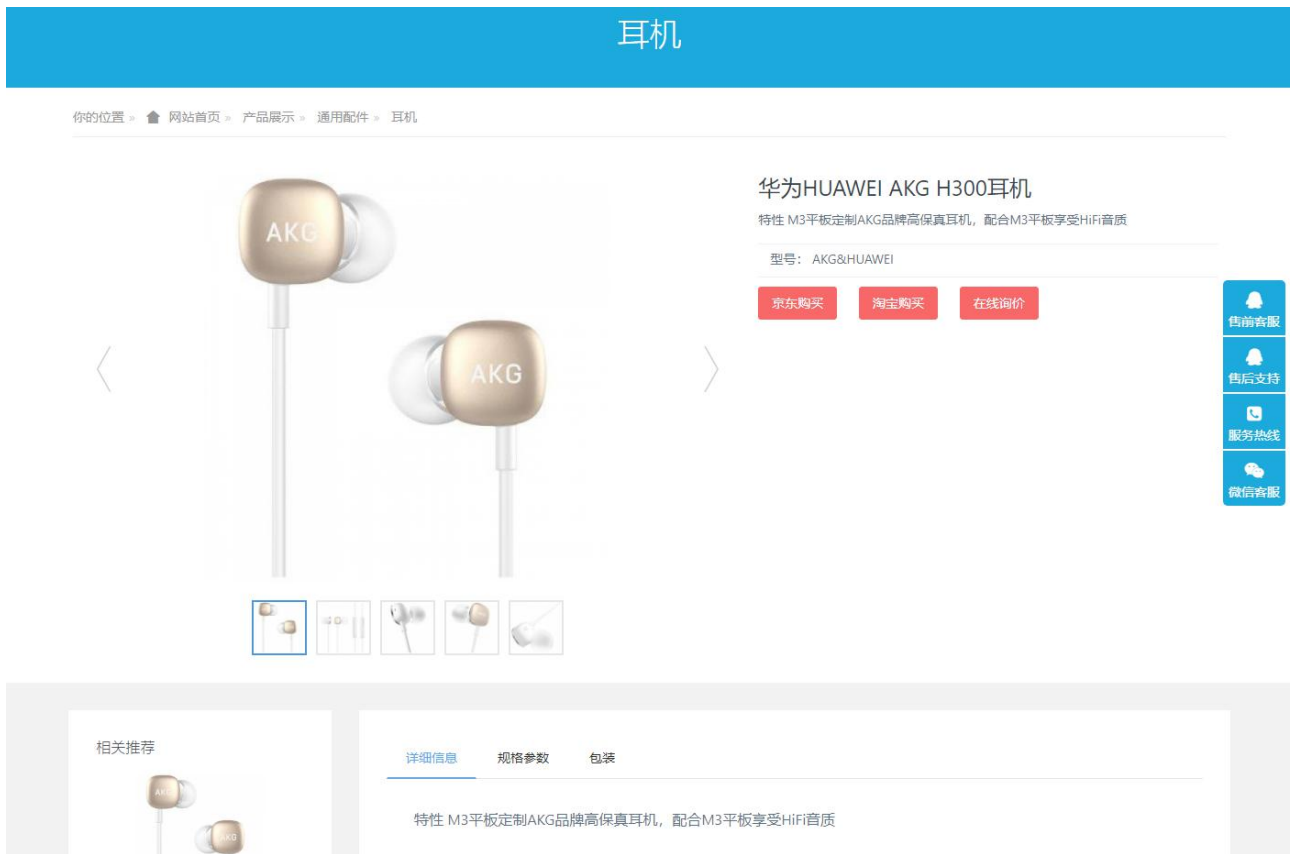 耳机
你的位置 » 网站首页 » 产品展示 » 通用配件 » 耳机
AKG
AKG
华为HUAWEI AKG H300耳机
特性 M3平板定制AKG品牌高保真耳机，配合M3平板享受HiFi音质
型号： AKG&HUAWEI
京东购买 淘宝购买 在线询价
售前客服
售后支持
服务热线
微信客服
相关推荐
AKG
AKG
详细信息 规格参数 包装
特性 M3平板定制AKG品牌高保真耳机，配合M3平板享受HiFi音质